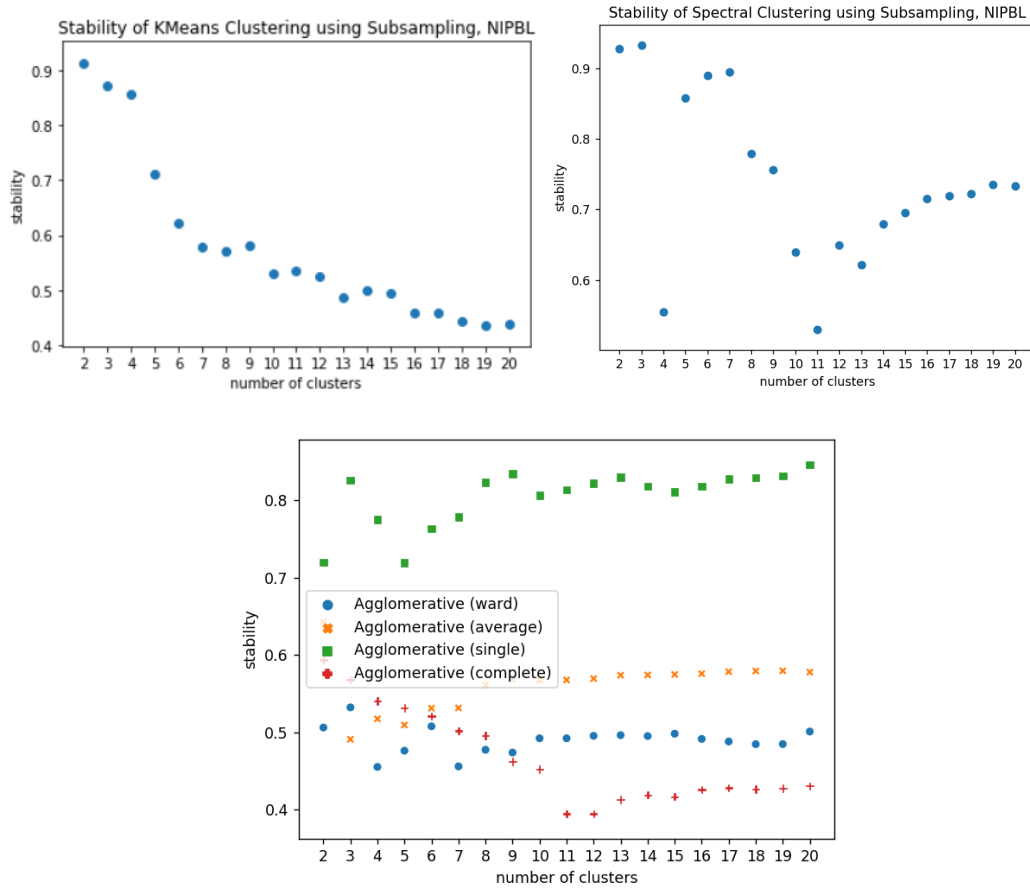 Stability of KMeans Clustering using Subsampling, NIPBL
0.9
0.8
0.7
0.6
0.5
0.4
stability
2 3 4 5 6 7 8 9 10 11 12 13 14 15 16 17 18 19 20
number of clusters
Stability of Spectral Clustering using Subsampling, NIPBL
0.9
0.8
0.7
0.6
stability
2 3 4 5 6 7 8 9 10 11 12 13 14 15 16 17 18 19 20
number of clusters
0.8
0.7
0.6
0.5
0.4
stability
Agglomerative (ward)
Agglomerative (average)
Agglomerative (single)
Agglomerative (complete)
2 3 4 5 6 7 8 9 10 11 12 13 14 15 16 17 18 19 20
number of clusters